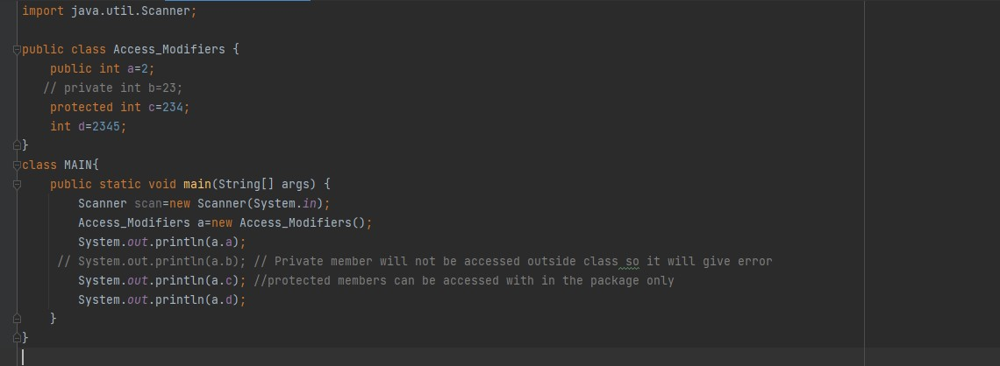 import java.util.Scanner;
public class Access_Modifiers {
public int a=2;
// private int b=23;
protected int c=234;
int d=2345;
}
class MAIN{
public static void main(String[] args) {
Scanner scan=new Scanner(System.in);
Access_Modifiers a=new Access_Modifiers();
System.out.println(a.a);
// System.out.println(a.b); // Private member will not be accessed outside class so it will give error
System.out.println(a.c); //protected members can be accessed with in the package only
System.out.println(a.d);
}
}